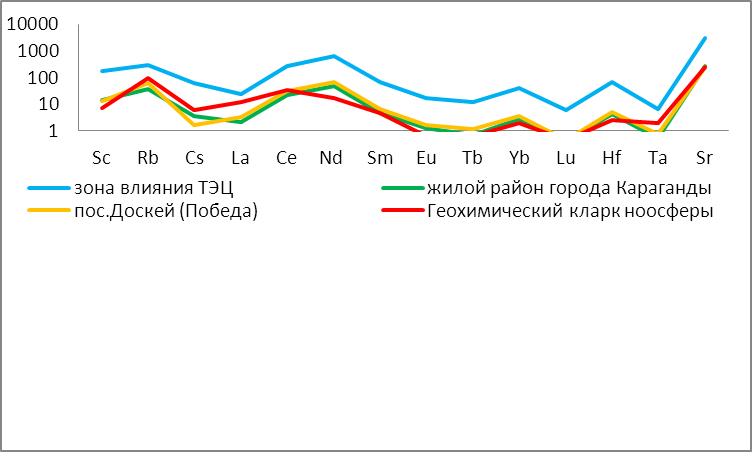 10000
1000
100
10
1
Sc Rb Cs La Ce Nd Sm Eu Tb Yb Lu Hf Ta Sr
зона влияния ТЭЦ жилой район города Караганды
пос.Доскей (Победа) Геохимический кларк ноосферы